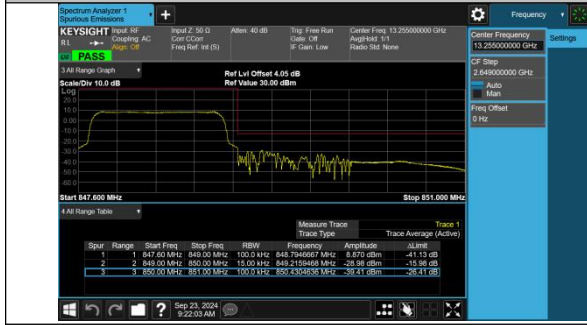 Spectrum Analyzer 1
Spurious Emissions
+
Frequency
KEYSIGHT
Input: RF
Input Z: 50 Ω
Atten: 40 dB
Trig: Free Run
Center Freq: 13.255000000 GHz
R L
Coupling: AC
Corr CCorr
Gate: Off
Avg|Hold: 1/1
Align: Off
Freq Ref: Int (S)
IF Gain: Low
Radio Std: None
PASS
Center Frequency
13.255000000 GHz
Settings
CF Step
2.649000000 GHz
Auto
Man
Freq Offset
0 Hz
3 All Range Graph
Ref Lvl Offset 4.05 dB
Scale/Div 10.0 dB
Ref Value 30.00 dBm
Log
20.0
10.0
0.00
-10.0
-20.0
-30.0
-40.0
-50.0
-60.0
Start 847.600 MHz
Stop 851.000 MHz
4 All Range Table
Measure Trace
Trace 1
Trace Type
Trace Average (Active)
Spur Range Start Freq Stop Freq RBW Frequency Amplitude ΔLimit
1 1 847.60 MHz 849.00 MHz 100.0 kHz 848.7946667 MHz 8.870 dBm -41.13 dB
2 2 849.00 MHz 850.00 MHz 15.00 kHz 849.2159468 MHz -28.98 dBm -15.98 dB
3 3 850.00 MHz 851.00 MHz 100.0 kHz 850.4304636 MHz -39.41 dBm -26.41 dB
?
Sep 23, 2024
9:22:03 AM